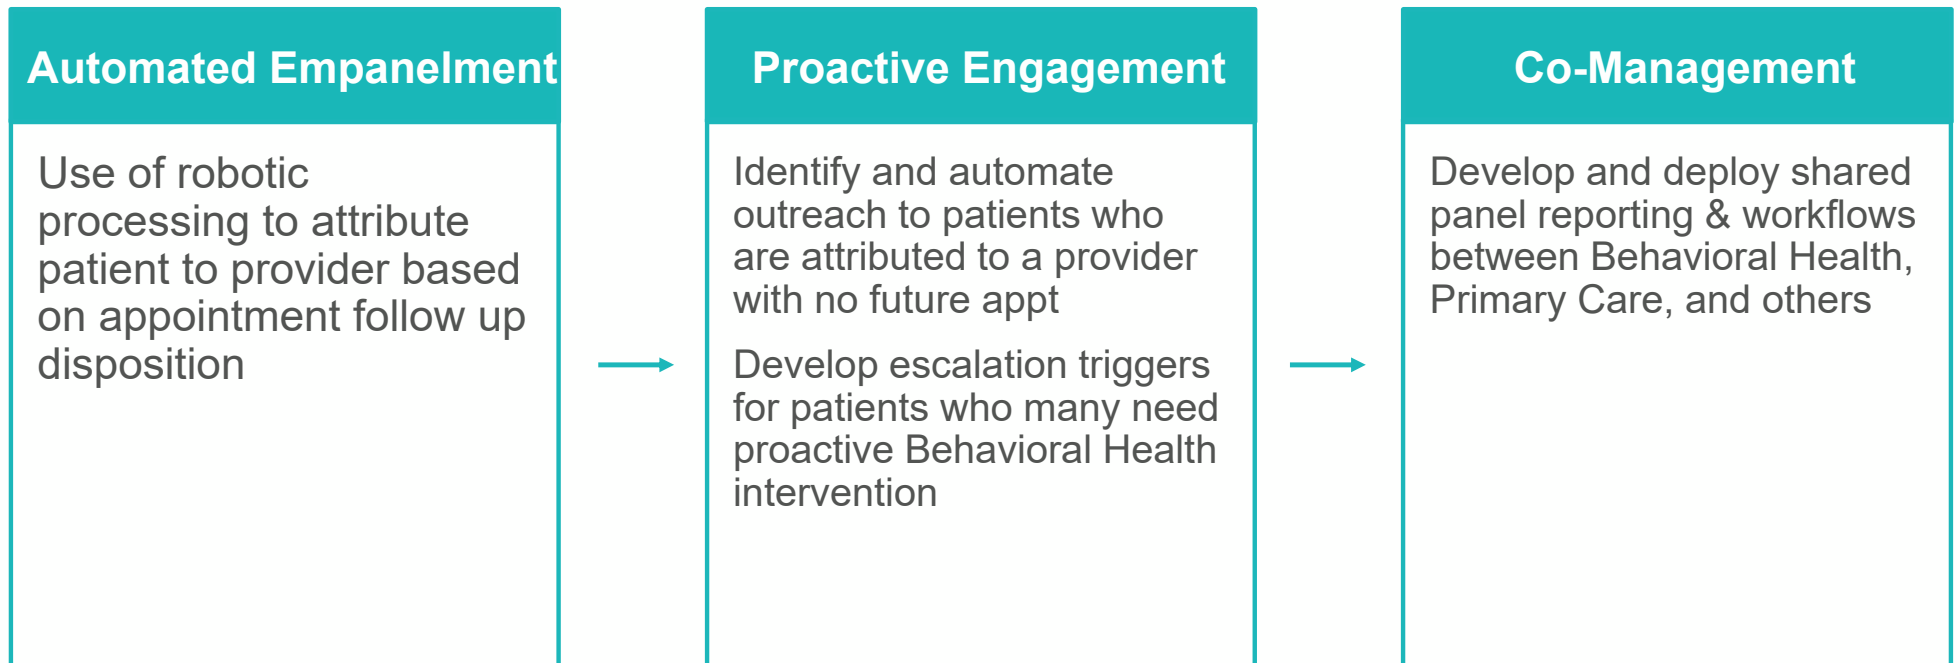 Automated Empanelment
Use of robotic
processing to attribute
patient to provider based
on appointment follow up
disposition
Proactive Engagement
Identify and automate
outreach to patients who
are attributed to a provider
with no future appt
Develop escalation triggers
for patients who many need
proactive Behavioral Health
intervention
Co-Management
Develop and deploy shared
panel reporting & workflows
between Behavioral Health,
Primary Care, and others